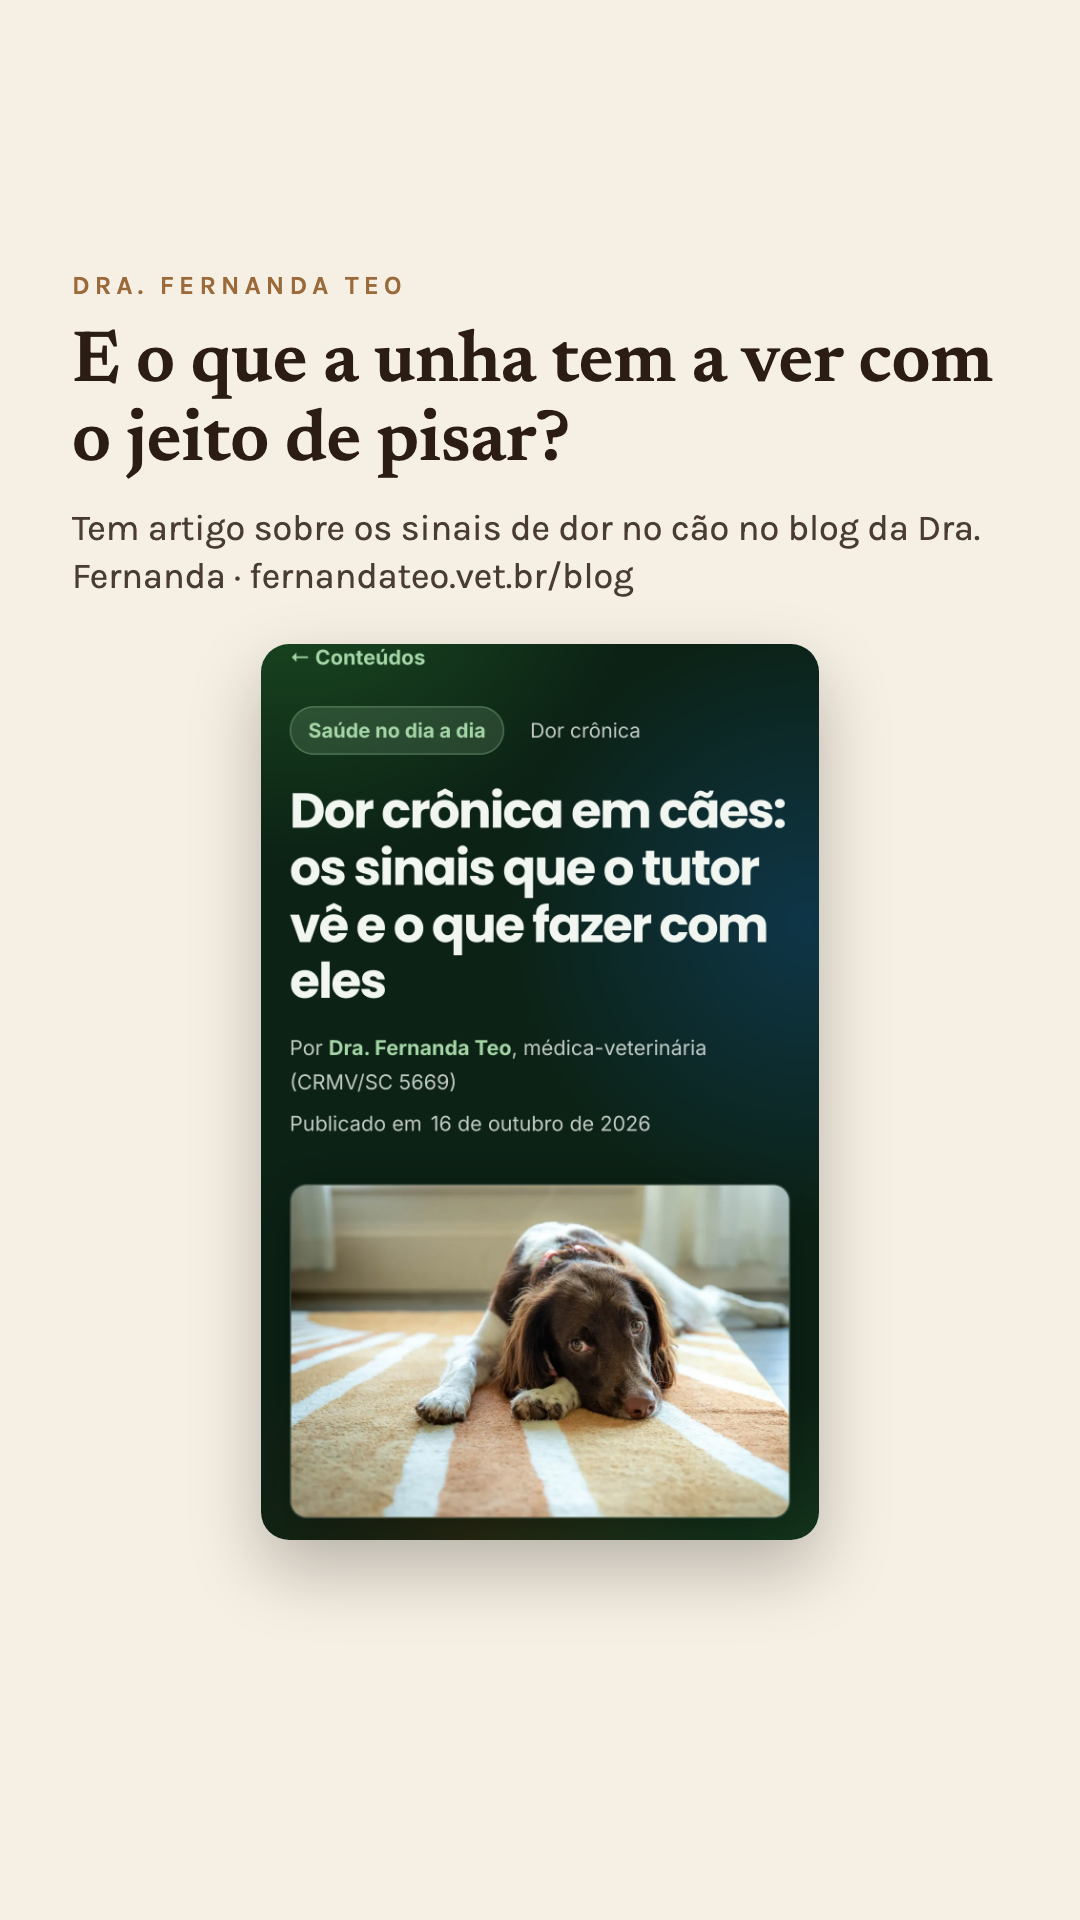 DRA. FERNANDA TEO
E o que a unha tem a ver com
o jeito de pisar?
Tem artigo sobre os sinais de dor no cão no blog da Dra.
Fernanda · fernandateo.vet.br/blog
← Conteúdos
Saúde no dia a dia Dor crônica
Dor crônica em cães:
os sinais que o tutor
vê e o que fazer com
eles
Por Dra. Fernanda Teo, médica-veterinária
(CRMV/SC 5669)
Publicado em 16 de outubro de 2026